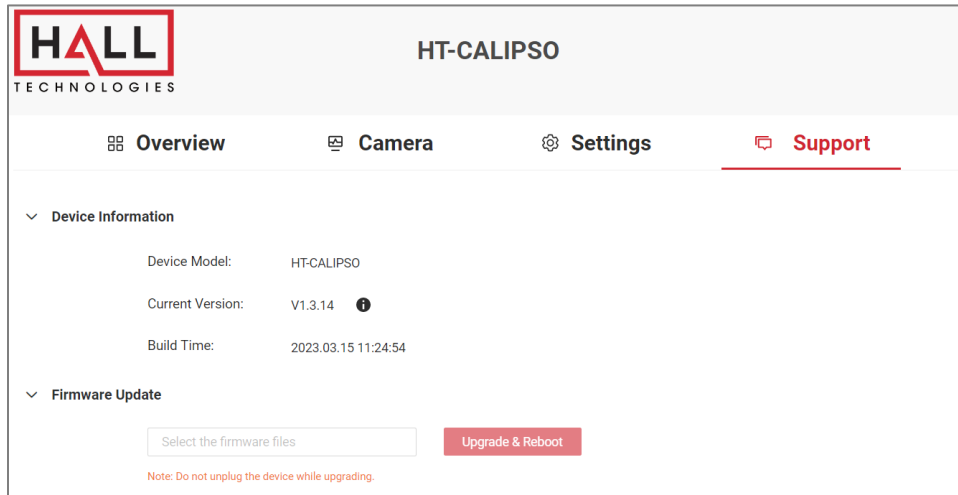 HALL
TECHNOLOGIES
HT-CALIPSO
Overview Camera Settings Support
Device Information
Device Model: HT-CALIPSO
Current Version: V1.3.14
Build Time: 2023.03.15 11:24:54
Firmware Update
Select the firmware files Upgrade & Reboot
Note: Do not unplug the device while upgrading.